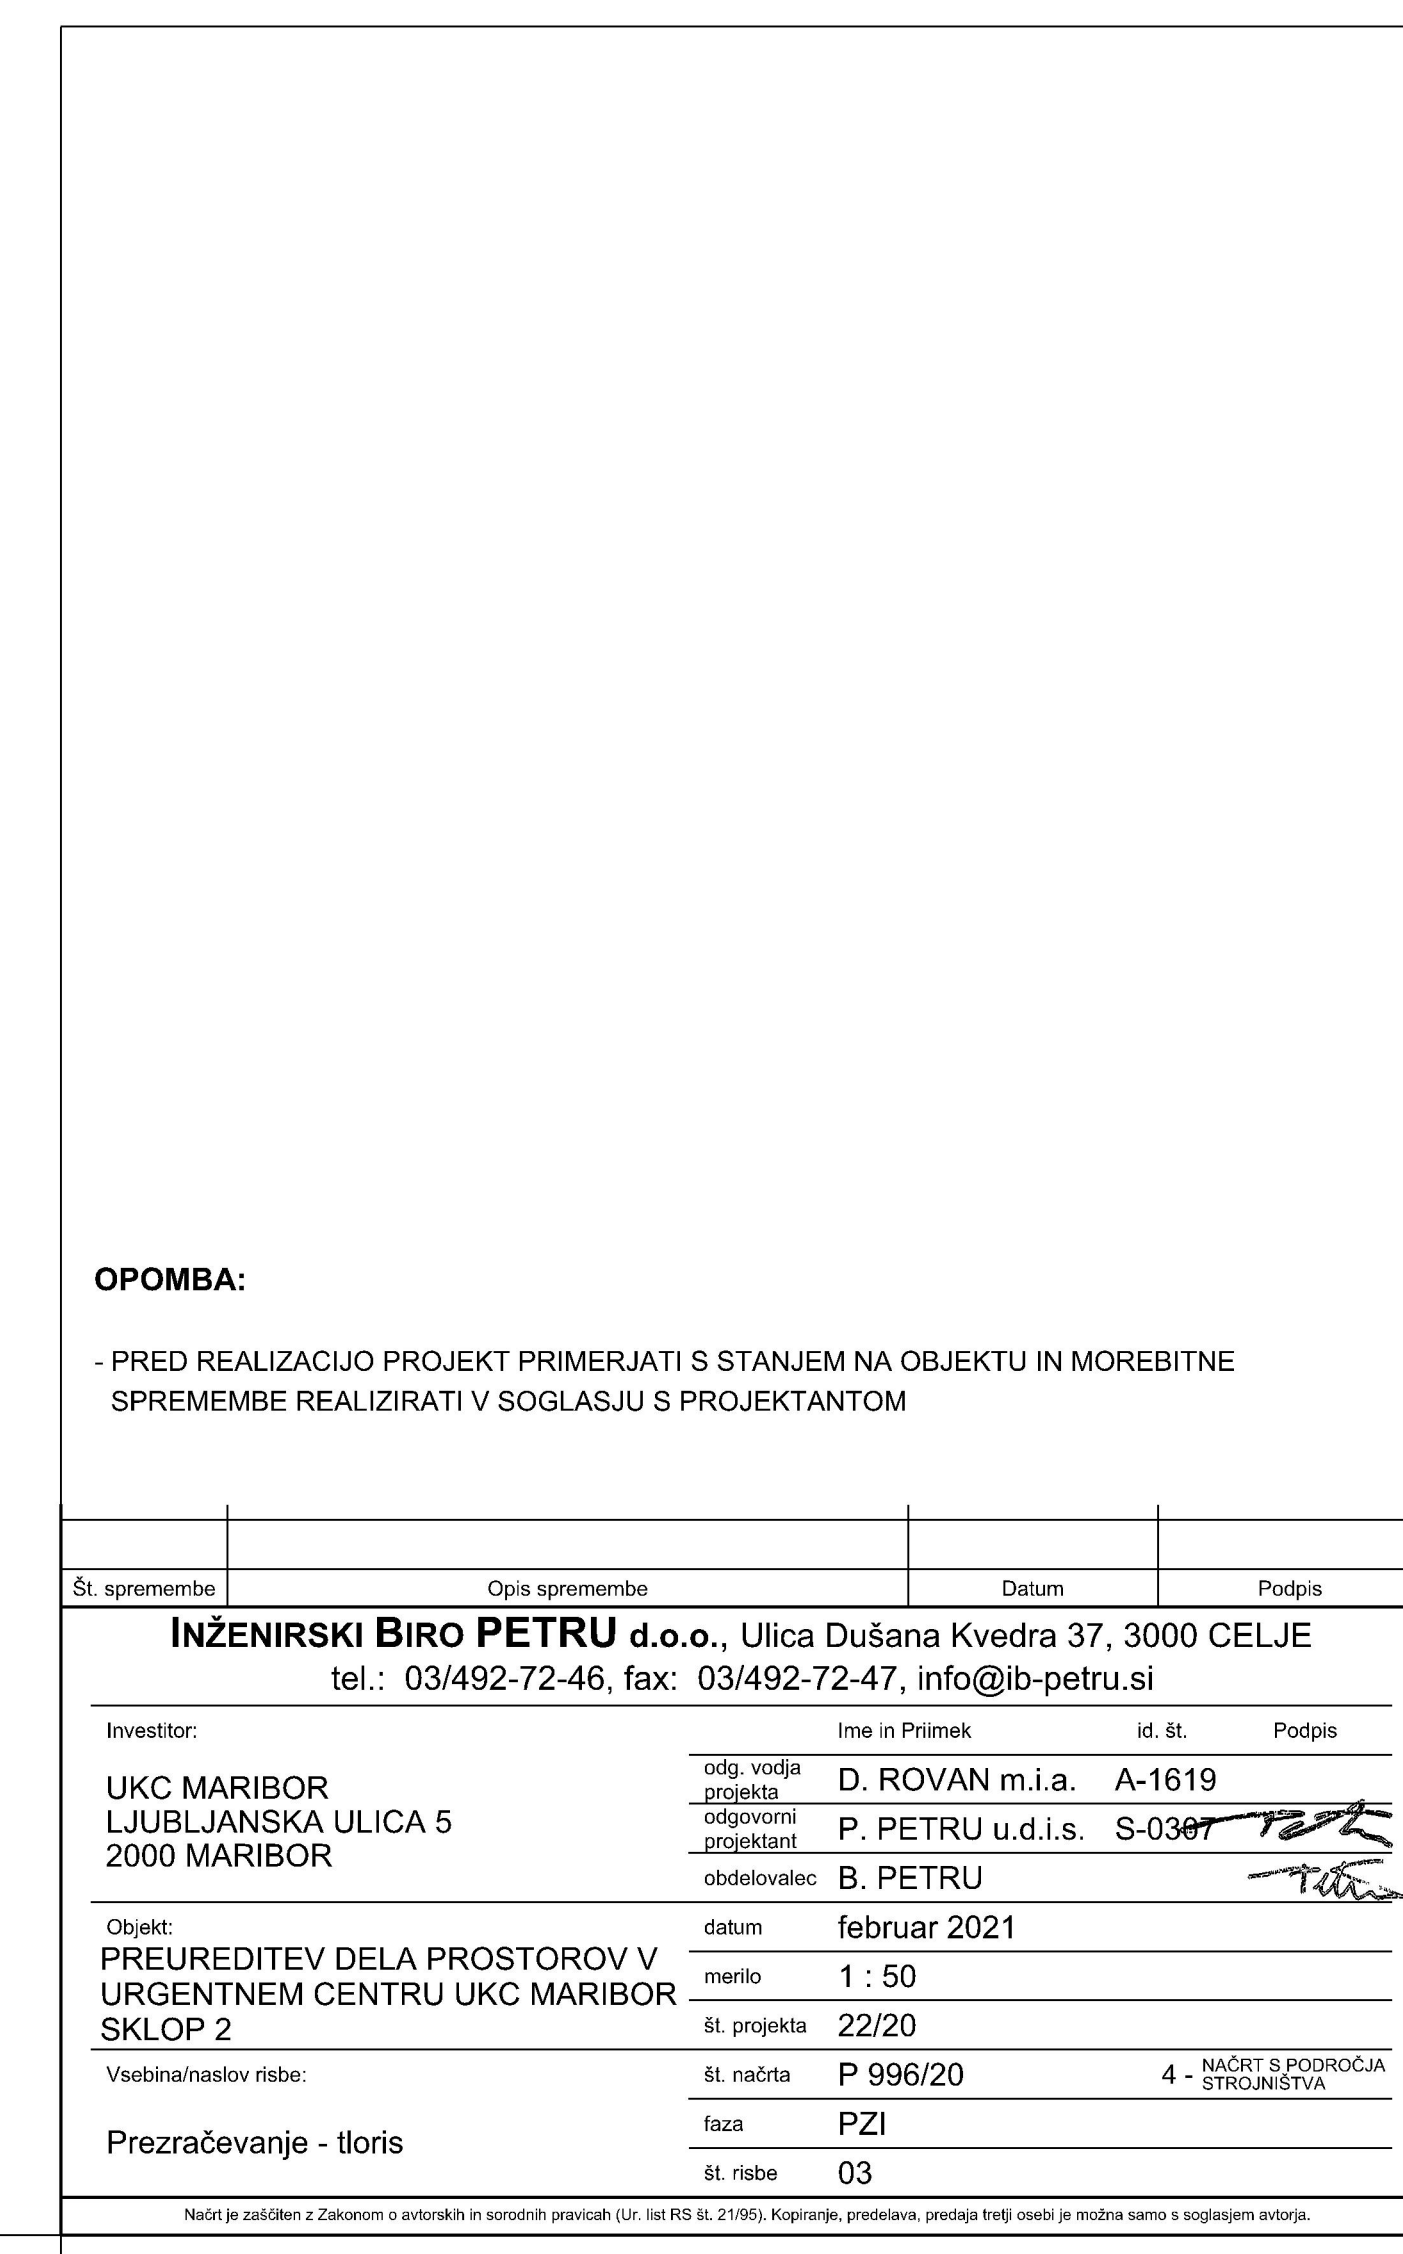 OPOMBA:
- PRED REALIZACIJO PROJEKT PRIMERJATI S STANJEM NA OBJEKTU IN MOREBITNE
SPREMEMBE REALIZIRATI V SOGLASJU S PROJEKTANTOM
Št. spremembe Opis spremembe Datum Podpis
INŽENIRSKI BIRO PETRU d.o.o., Ulica Dušana Kvedra 37, 3000 CELJE
tel.: 03/492-72-46, fax: 03/492-72-47, info@ib-petru.si
Investitor:
UKC MARIBOR
LJUBLJANSKA ULICA 5
2000 MARIBOR
Ime in Priimek id. št. Podpis
odg. vodja
projekta D. ROVAN m.i.a. A-1619
odgovorni
projektant P. PETRU u.d.i.s. S-0307
obdelovalec B. PETRU
Objekt:
PREUREDITEV DELA PROSTOROV V
URGENTNEM CENTRU UKC MARIBOR
SKLOP 2
datum februar 2021
merilo 1 : 50
št. projekta 22/20
Vsebina/naslov risbe:
Prezračevanje - tloris
št. načrta P 996/20 4 - NAČRT S PODROČJA
STROJNIŠTVA
faza PZI
št. risbe 03
Načrt je zaščiten z Zakonom o avtorskih in sorodnih pravicah (Ur. list RS št. 21/95). Kopiranje, predelava, predaja tretji osebi je možna samo s soglasjem avtorja.